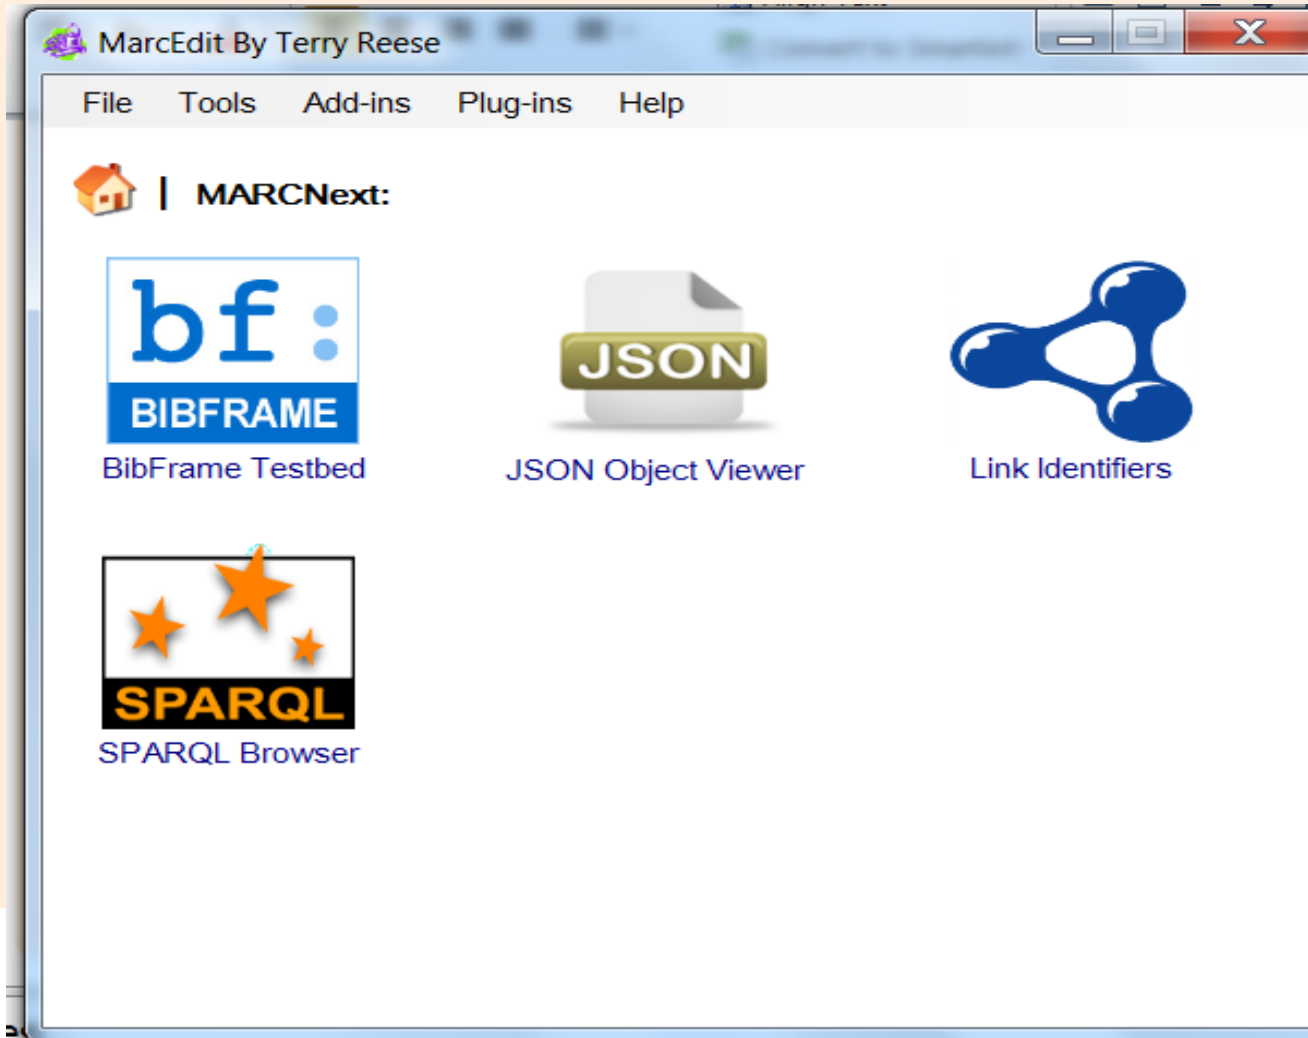 MarcEdit By Terry Reese
File Tools Add-ins Plug-ins Help
| MARCNext:
bf:
BIBFRAME
JSON
BibFrame Testbed
JSON Object Viewer
Link Identifiers
SPARQL
SPARQL Browser